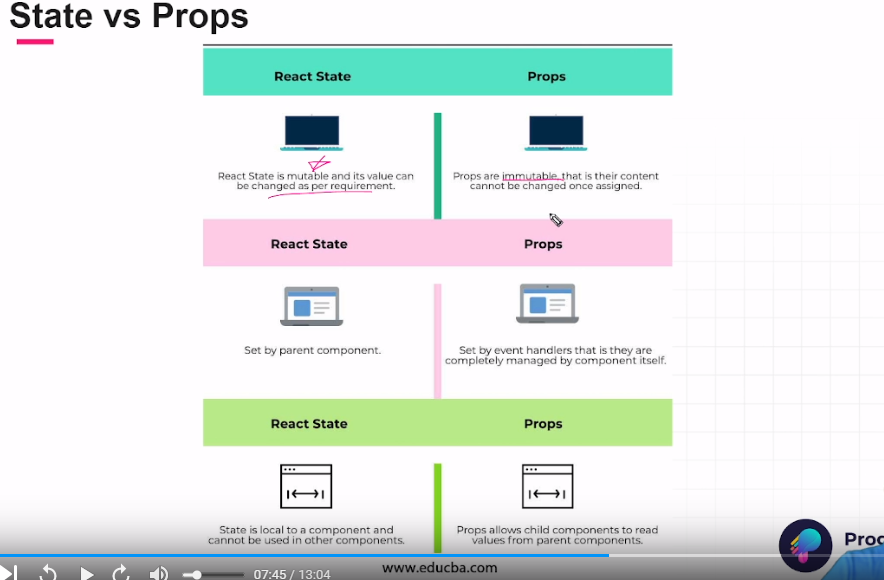 State vs Props
React State
Props
React State is mutable and its value can
be changed as per requirement.
Props are immutable, that is their content
cannot be changed once assigned.
React State
Props
Set by parent component.
Set by event handlers that is they are
completely managed by component itself.
React State
Props
State is local to a component and
cannot be used in other components.
Props allows child components to read
values from parent components.
www.educba.com
07:45 / 13:04